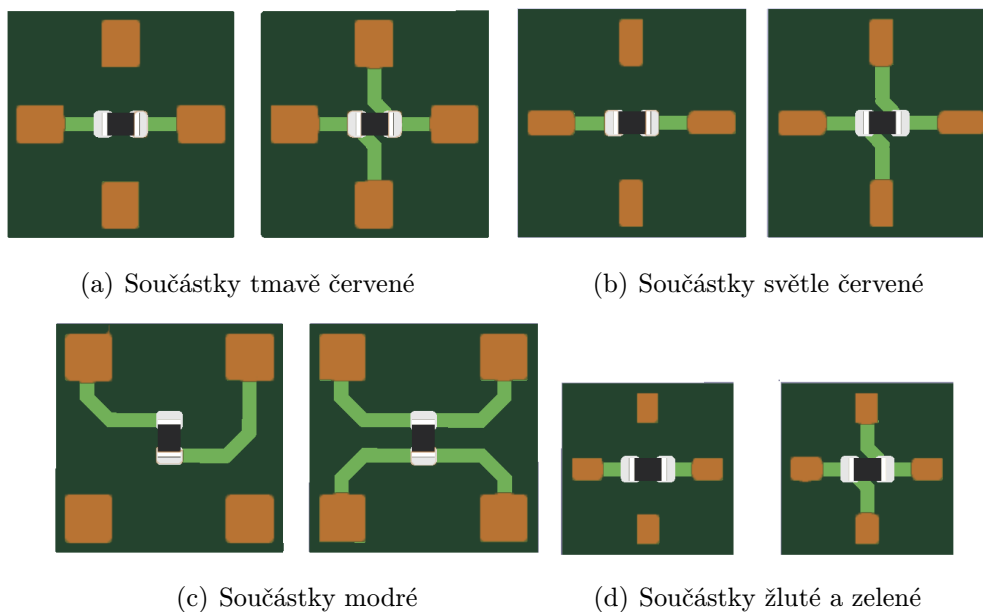 (a) Součástky tmavě červené
(b) Součástky světle červené
(c) Součástky modré
(d) Součástky žluté a zelené